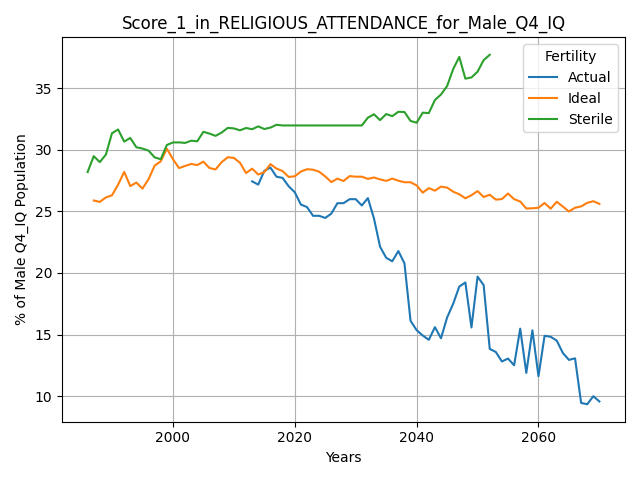 Score_1_in_RELIGIOUS_ATTENDANCE_for_Male_Q4_IQ
Fertility
Actual
Ideal
Sterile
% of Male Q4_IQ Population
35
30
25
20
15
10
2000
2020
2040
2060
Years